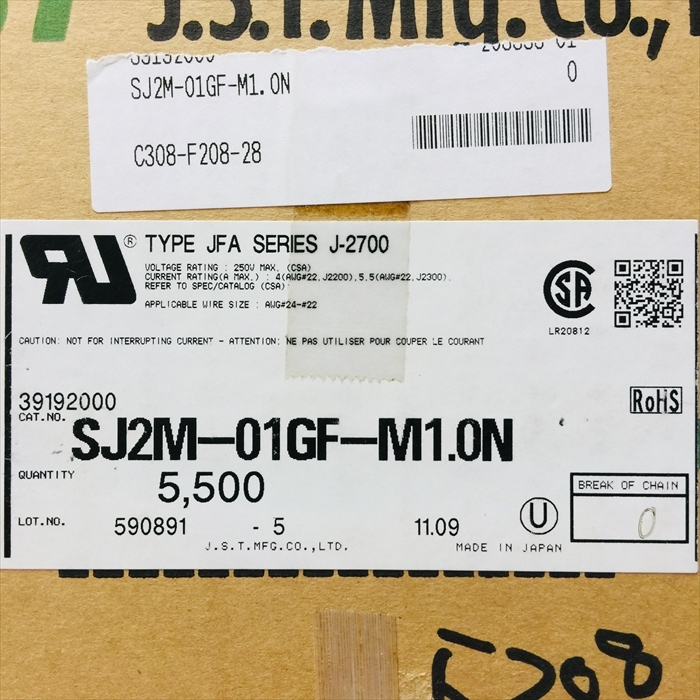 J.S.T. Mfg. Co.,
SJ2M-01GF-M1.0N
0
C308-F208-28
® TYPE JFA SERIES J-2700
VOLTAGE RATING : 250V MAX. (CSA)
CURRENT RATING(A MAX.) : 4(AWG#22,J2200),5.5(AWG#22,J2300).
REFER TO SPEC/CATALOG (CSA)
APPLICABLE WIRE SIZE : AWG#24-#22
LR20812
CAUTION: NOT FOR INTERRUPTING CURRENT - ATTENTION: NE PAS UTILISER POUR COUPER LE COURANT
39192000
RoHS
CAT.NO. SJ2M-01GF-M1.0N
QUANTITY 5,500
BREAK OF CHAIN
0
LOT.NO. 590891 - 5 11.09 U
J.S.T.MFG.CO.,LTD. MADE IN JAPAN
F208